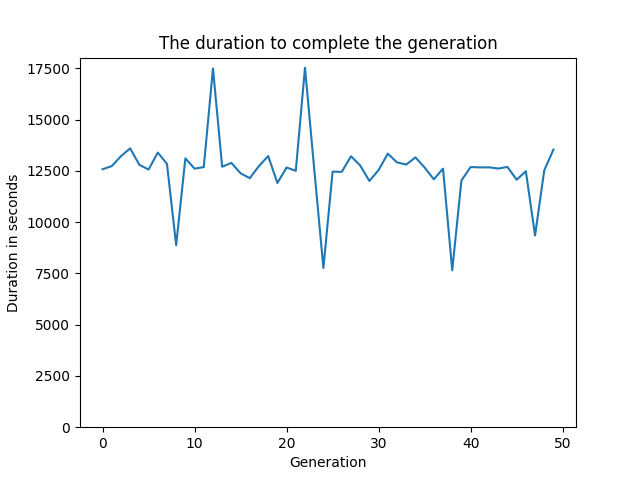 The duration to complete the generation
17500
15000
12500
10000
7500
5000
2500
0
Duration in seconds
0 10 20 30 40 50
Generation